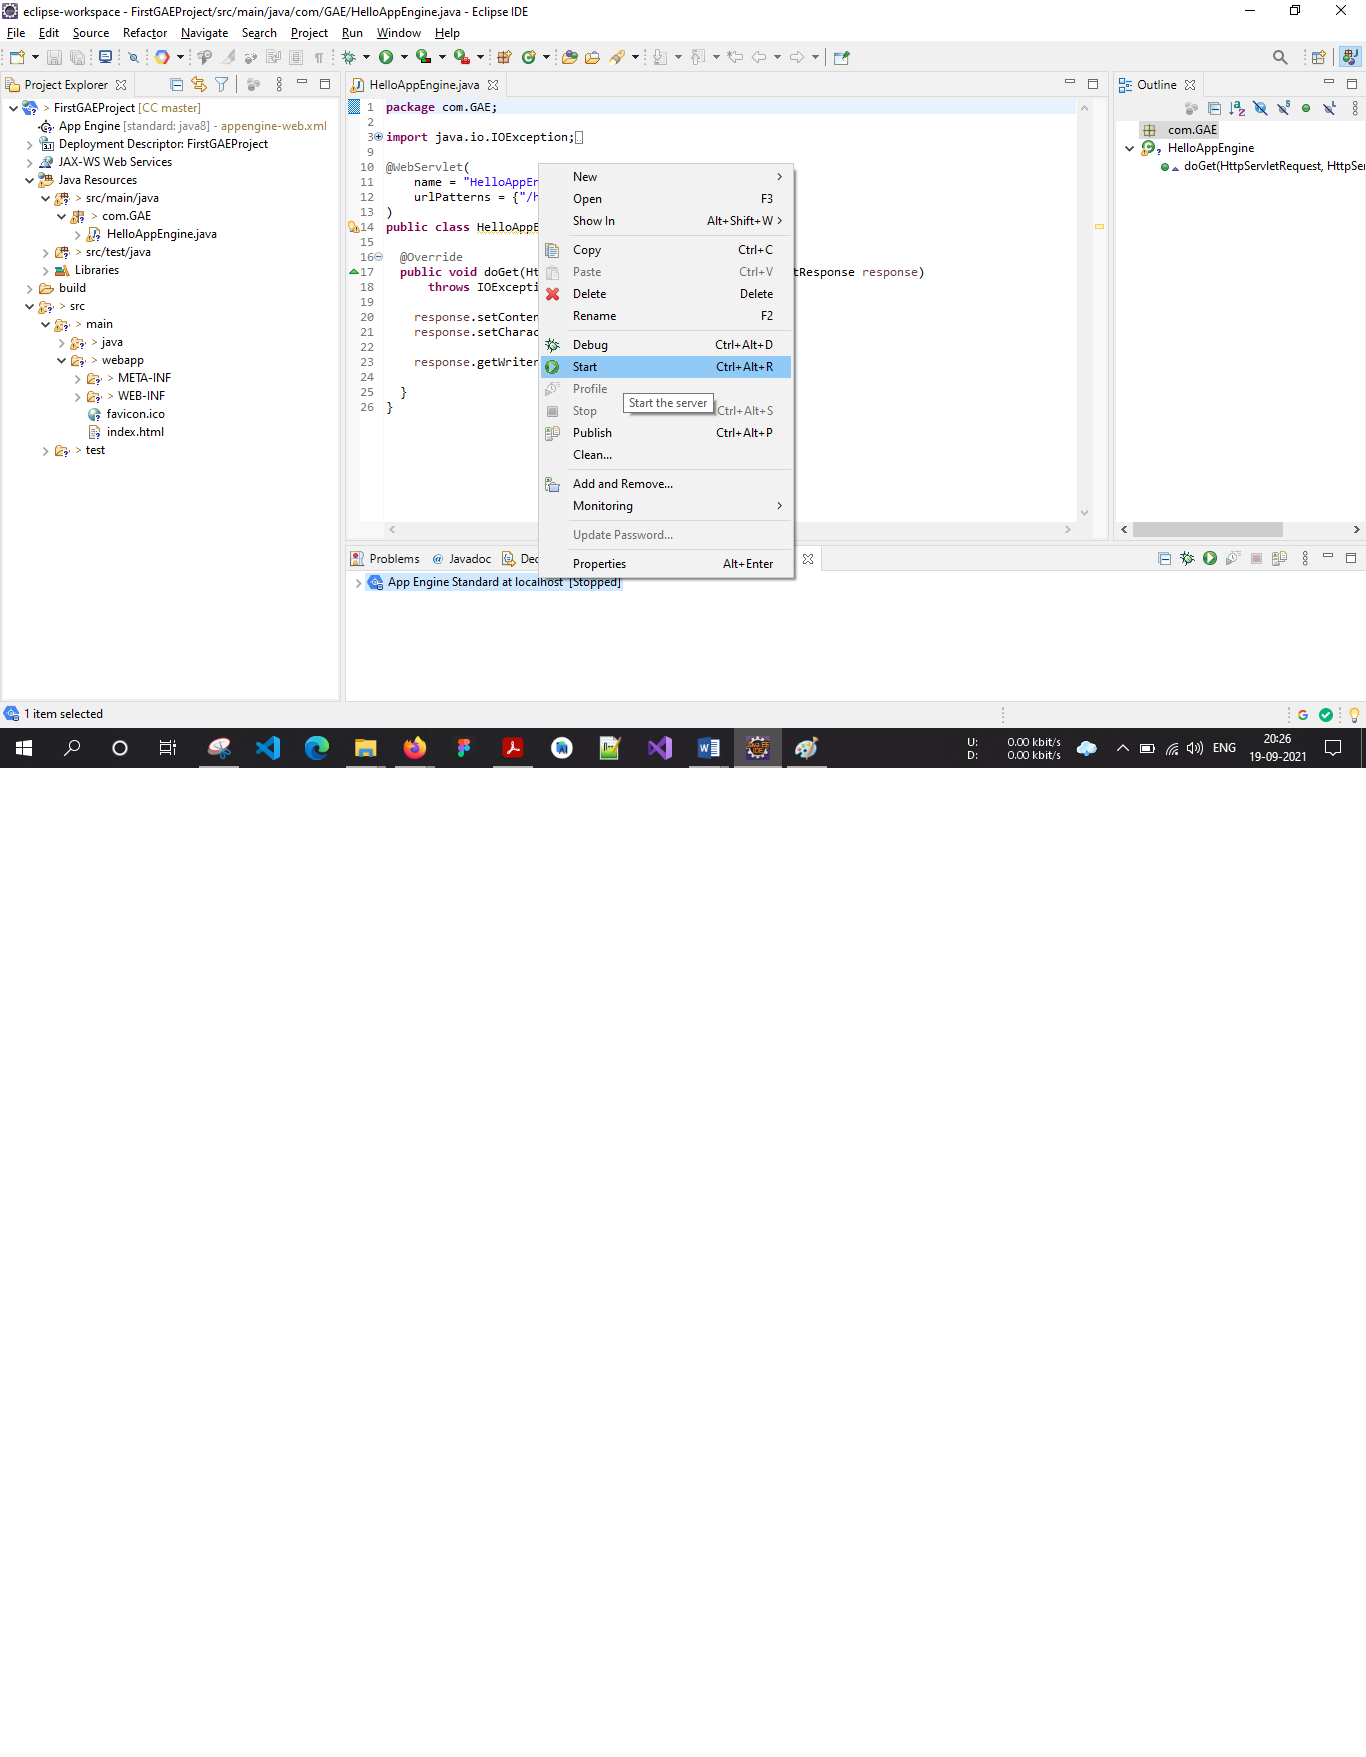 eclipse-workspace - FirstGAEProject/src/main/java/com/GAE/HelloAppEngine.java - Eclipse IDE
File Edit Source Refactor Navigate Search Project Run Window Help
Project Explorer
> FirstGAEProject [CC master]
App Engine [standard: java8] - appengine-web.xml
Deployment Descriptor: FirstGAEProject
JAX-WS Web Services
Java Resources
> src/main/java
> com.GAE
HelloAppEngine.java
> src/test/java
Libraries
build
> src
> main
> java
> webapp
> META-INF
> WEB-INF
favicon.ico
index.html
> test
HelloAppEngine.java
1 package com.GAE;
2
3 import java.io.IOException;
9
10 @WebServlet(
11 name = "HelloAppEn
12 urlPatterns = {"/h
13 )
14 public class HelloAppE
15
16 @Override
17 public void doGet(Ht tResponse response)
18 throws IOExcepti
19
20 response.setConten
21 response.setCharac
22
23 response.getWriter
24
25 }
26 }
New
Open F3
Show In Alt+Shift+W >
Copy Ctrl+C
Paste Ctrl+V
Delete Delete
Rename F2
Debug Ctrl+Alt+D
Start Ctrl+Alt+R
Profile
Start the server
Stop Ctrl+Alt+S
Publish Ctrl+Alt+P
Clean...
Add and Remove...
Monitoring
Update Password...
Properties Alt+Enter
Outline
com.GAE
HelloAppEngine
doGet(HttpServletRequest, HttpSer
Problems @ Javadoc Dec
App Engine Standard at localhost [Stopped]
1 item selected
U: 0.00 kbit/s
D: 0.00 kbit/s
ENG
20:26
19-09-2021